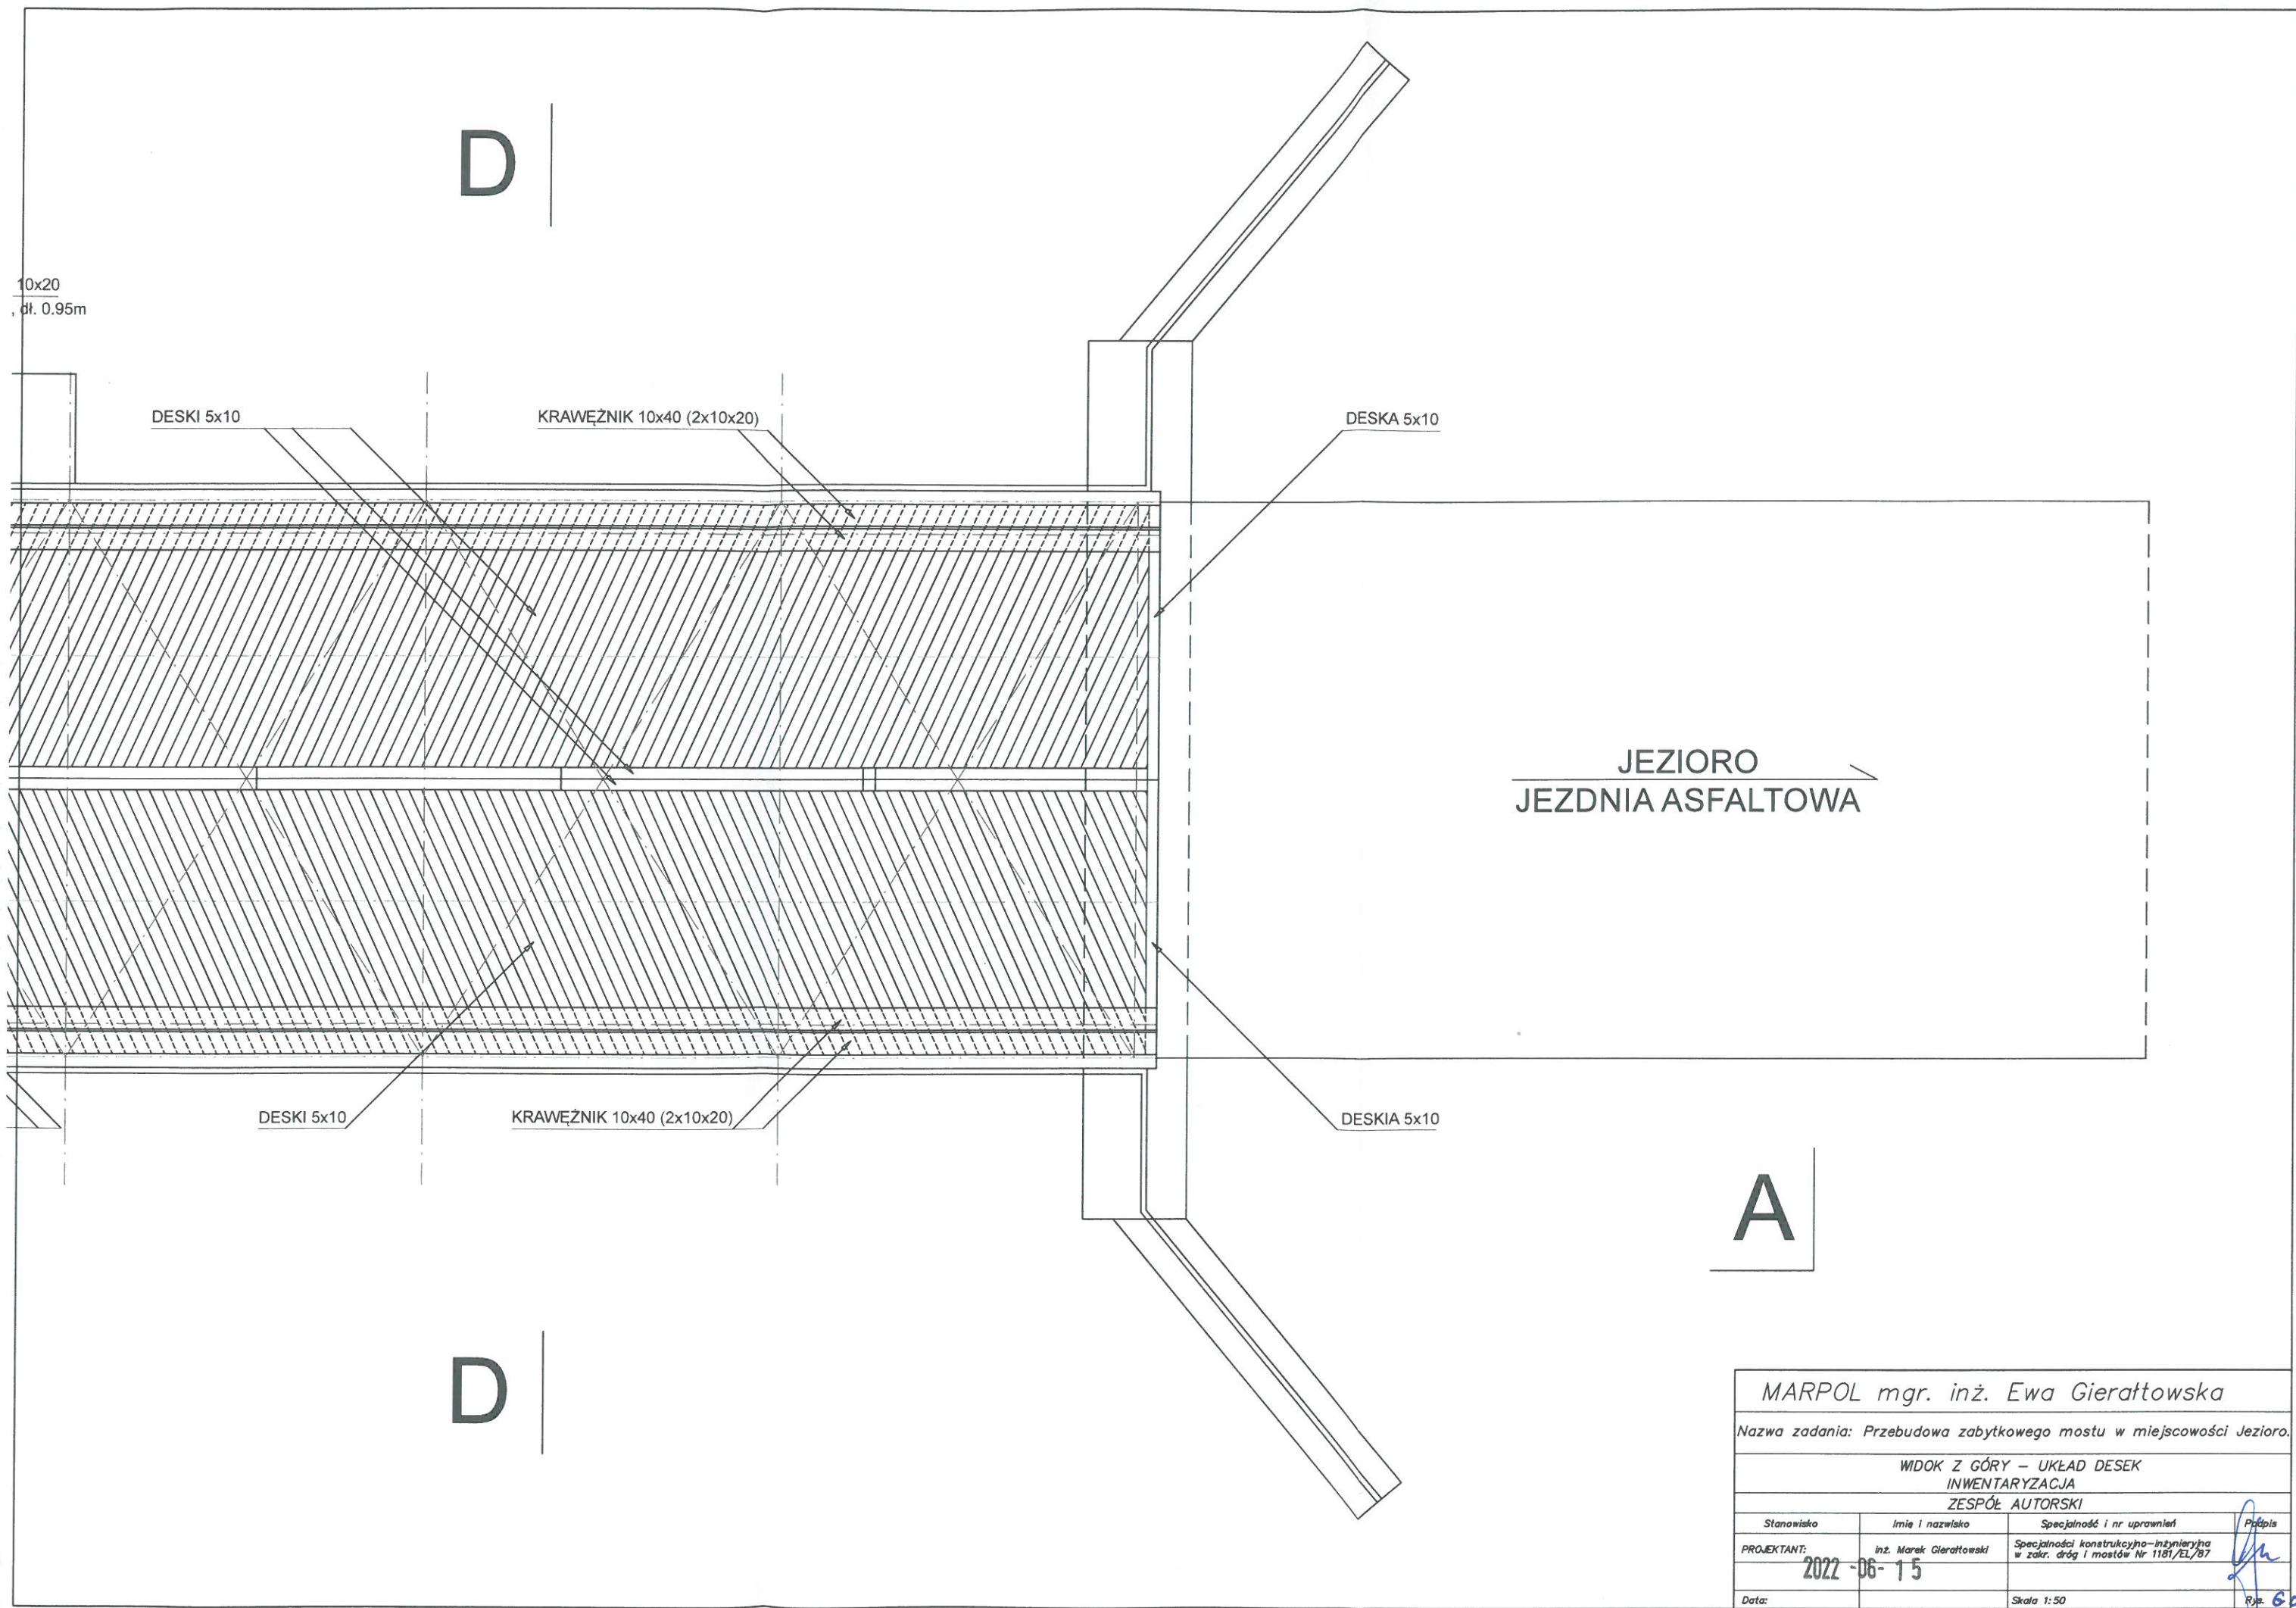 D
10x20
, dł. 0.95m
DESKI 5x10
KRAWĘŻNIK 10x40 (2x10x20)
DESKA 5x10
JEZIORO
JEZDNIA ASFALTOWA
DESKI 5x10
KRAWĘŻNIK 10x40 (2x10x20)
DESKIA 5x10
A
D
MARPOL mgr. inż. Ewa Gierałtowska
Nazwa zadania: Przebudowa zabytkowego mostu w miejscowości Jezioro.
WIDOK Z GÓRY – UKŁAD DESEK
INWENTARYZACJA
ZESPÓŁ AUTORSKI
Stanowisko Imię i nazwisko Specjalność i nr uprawnień Podpis
PROJEKTANT: inż. Marek Gierałtowski Specjalności konstrukcyjno-inżynieryjna
w zakr. dróg i mostów Nr 1181/EL/87
2022 -06- 15
Data: Skala 1:50 Rys.